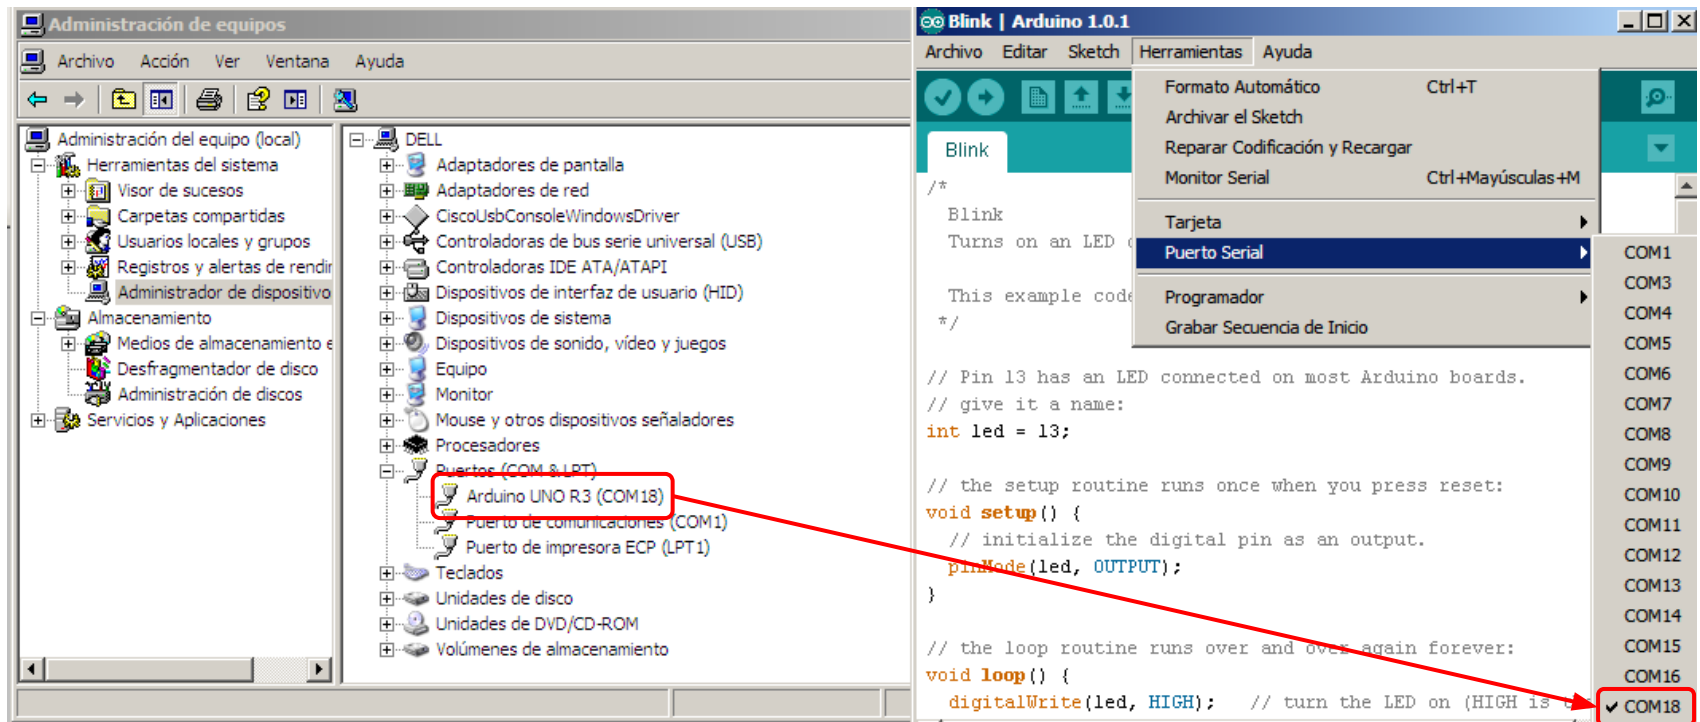 Administración de equipos
Archivo Acción Ver Ventana Ayuda
Administración del equipo (local)
Herramientas del sistema
Visor de sucesos
Carpetas compartidas
Usuarios locales y grupos
Registros y alertas de rendir
Administrador de dispositivo
Almacenamiento
Medios de almacenamiento e
Desfragmentador de disco
Administración de discos
Servicios y Aplicaciones
DELL
Adaptadores de pantalla
Adaptadores de red
CiscoUsbConsoleWindowsDriver
Controladoras de bus serie universal (USB)
Controladoras IDE ATA/ATAPI
Dispositivos de interfaz de usuario (HID)
Dispositivos de sistema
Dispositivos de sonido, vídeo y juegos
Equipo
Monitor
Mouse y otros dispositivos señaladores
Procesadores
Puertos (COM & LPT)
Arduino UNO R3 (COM18)
Puerto de comunicaciones (COM1)
Puerto de impresora ECP (LPT1)
Teclados
Unidades de disco
Unidades de DVD/CD-ROM
Volúmenes de almacenamiento
Blink | Arduino 1.0.1
Archivo Editar Sketch Herramientas Ayuda
Formato Automático Ctrl+T
Archivar el Sketch
Reparar Codificación y Recargar
Monitor Serial Ctrl+Mayúsculas+M
Tarjeta
Puerto Serial
Programador
Grabar Secuencia de Inicio
COM1
COM3
COM4
COM5
COM6
COM7
COM8
COM9
COM10
COM11
COM12
COM13
COM14
COM15
COM16
COM18
Blink
/*
Blink
Turns on an LED
This example code
*/
// Pin 13 has an LED connected on most Arduino boards.
// give it a name:
int led = 13;
// the setup routine runs once when you press reset:
void setup() {
// initialize the digital pin as an output.
pinMode(led, OUTPUT);
}
// the loop routine runs over and over again forever:
void loop() {
digitalWrite(led, HIGH); // turn the LED on (HIGH is